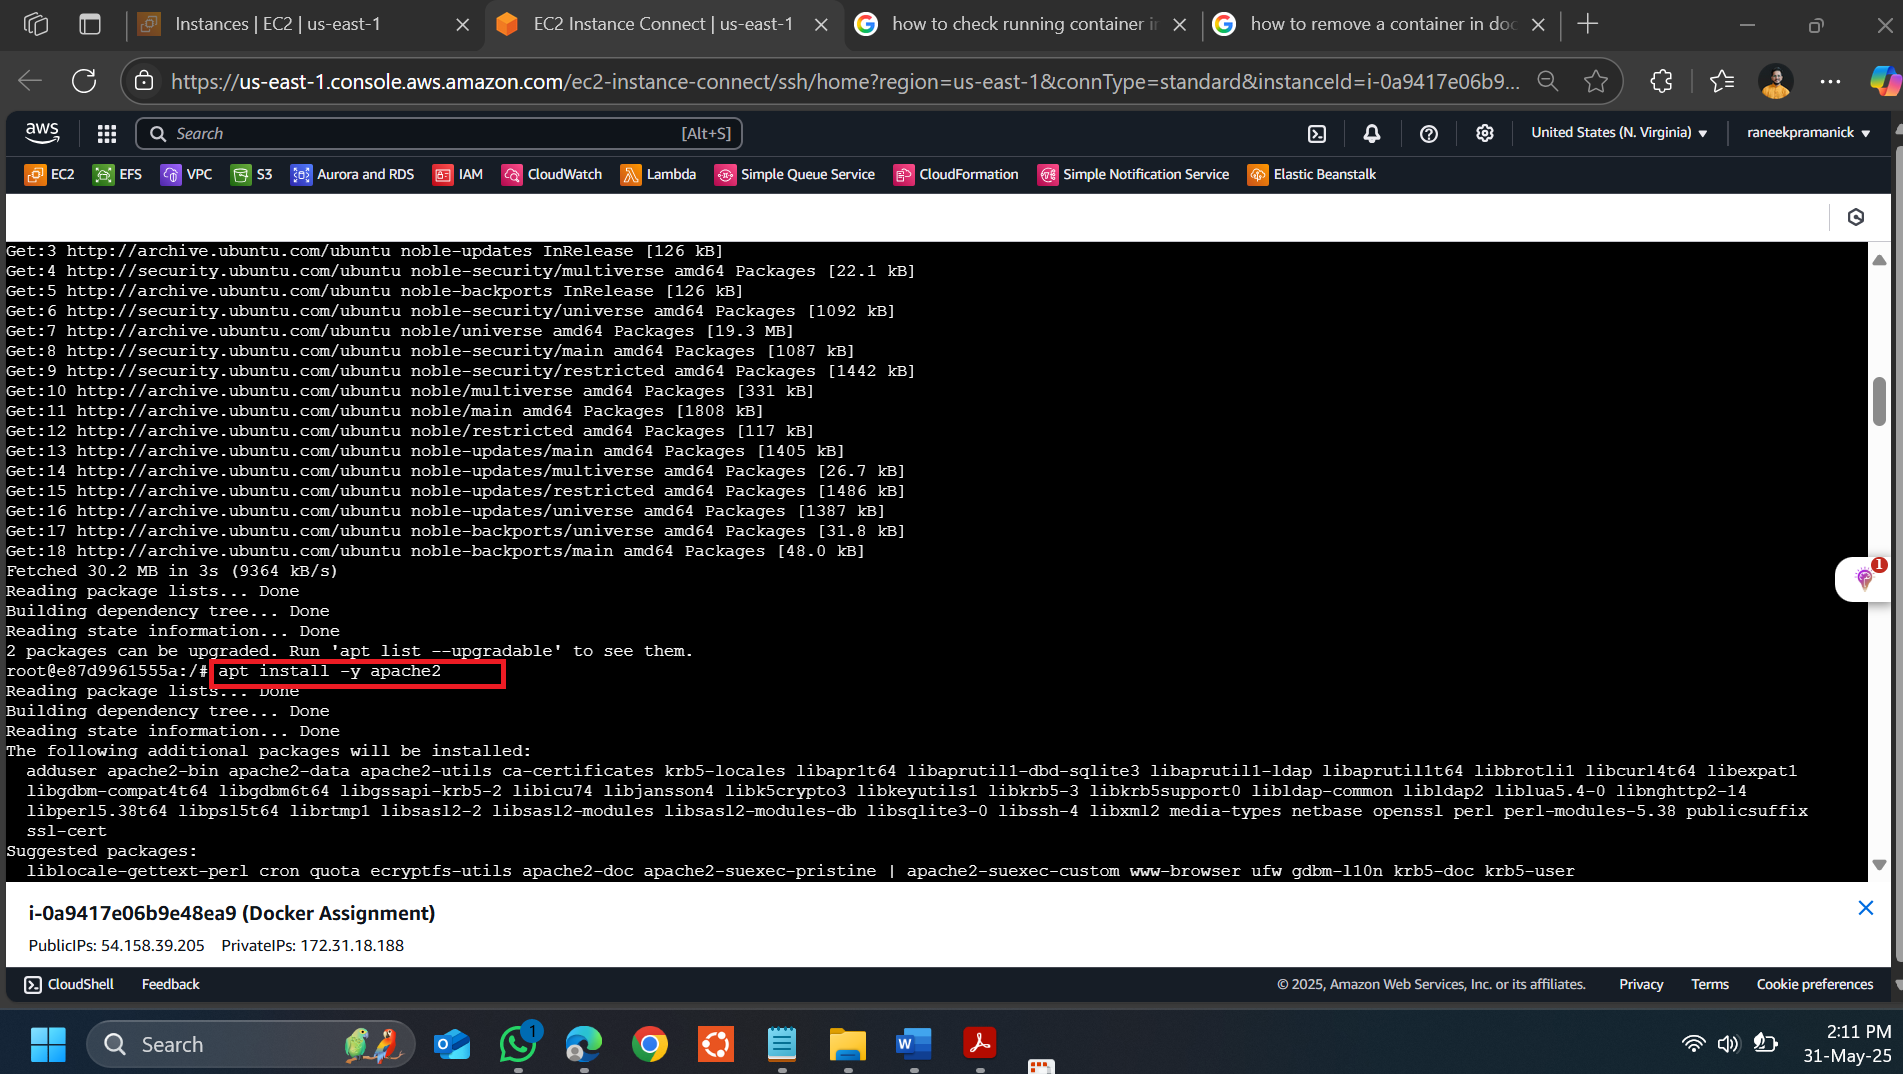 Instances | EC2 | us-east-1
EC2 Instance Connect | us-east-1
how to check running container i
how to remove a container in doc
https://us-east-1.console.aws.amazon.com/ec2-instance-connect/ssh/home?region=us-east-1&connType=standard&instanceId=i-0a9417e06b9...
aws
Search
[Alt+S]
United States (N. Virginia)
raneekpramanick
EC2
EFS
VPC
S3
Aurora and RDS
IAM
CloudWatch
Lambda
Simple Queue Service
CloudFormation
Simple Notification Service
Elastic Beanstalk
Get:3 http://archive.ubuntu.com/ubuntu noble-updates InRelease [126 kB]
Get:4 http://security.ubuntu.com/ubuntu noble-security/multiverse amd64 Packages [22.1 kB]
Get:5 http://archive.ubuntu.com/ubuntu noble-backports InRelease [126 kB]
Get:6 http://security.ubuntu.com/ubuntu noble-security/universe amd64 Packages [1092 kB]
Get:7 http://archive.ubuntu.com/ubuntu noble/universe amd64 Packages [19.3 MB]
Get:8 http://security.ubuntu.com/ubuntu noble-security/main amd64 Packages [1087 kB]
Get:9 http://security.ubuntu.com/ubuntu noble-security/restricted amd64 Packages [1442 kB]
Get:10 http://archive.ubuntu.com/ubuntu noble/multiverse amd64 Packages [331 kB]
Get:11 http://archive.ubuntu.com/ubuntu noble/main amd64 Packages [1808 kB]
Get:12 http://archive.ubuntu.com/ubuntu noble/restricted amd64 Packages [117 kB]
Get:13 http://archive.ubuntu.com/ubuntu noble-updates/main amd64 Packages [1405 kB]
Get:14 http://archive.ubuntu.com/ubuntu noble-updates/multiverse amd64 Packages [26.7 kB]
Get:15 http://archive.ubuntu.com/ubuntu noble-updates/restricted amd64 Packages [1486 kB]
Get:16 http://archive.ubuntu.com/ubuntu noble-updates/universe amd64 Packages [1387 kB]
Get:17 http://archive.ubuntu.com/ubuntu noble-backports/universe amd64 Packages [31.8 kB]
Get:18 http://archive.ubuntu.com/ubuntu noble-backports/main amd64 Packages [48.0 kB]
Fetched 30.2 MB in 3s (9364 kB/s)
Reading package lists... Done
Building dependency tree... Done
Reading state information... Done
2 packages can be upgraded. Run 'apt list --upgradable' to see them.
root@e87d9961555a:/# apt install -y apache2
Reading package lists... Done
Building dependency tree... Done
Reading state information... Done
The following additional packages will be installed:
adduser apache2-bin apache2-data apache2-utils ca-certificates krb5-locales libapr1t64 libaprutil1-dbd-sqlite3 libaprutil1-ldap libaprutil1t64 libbrotli1 libcurl4t64 libexpat1
libgdbm-compat4t64 libgdbm6t64 libgssapi-krb5-2 libicu74 libjansson4 libk5crypto3 libkeyutils1 libkrb5-3 libkrb5support0 libldap-common libldap2 liblua5.4-0 libnghttp2-14
libperl5.38t64 libpsl5t64 librtmp1 libsasl2-2 libsasl2-modules libsasl2-modules-db libsqlite3-0 libssh-4 libxml2 media-types netbase openssl perl perl-modules-5.38 publicsuffix
ssl-cert
Suggested packages:
liblocale-gettext-perl cron quota ecryptfs-utils apache2-doc apache2-suexec-pristine | apache2-suexec-custom www-browser ufw gdbm-l10n krb5-doc krb5-user
1
i-0a9417e06b9e48ea9 (Docker Assignment)
PublicIPs: 54.158.39.205 PrivateIPs: 172.31.18.188
CloudShell
Feedback
© 2025, Amazon Web Services, Inc. or its affiliates.
Privacy
Terms
Cookie preferences
Search
1
2:11 PM
31-May-25